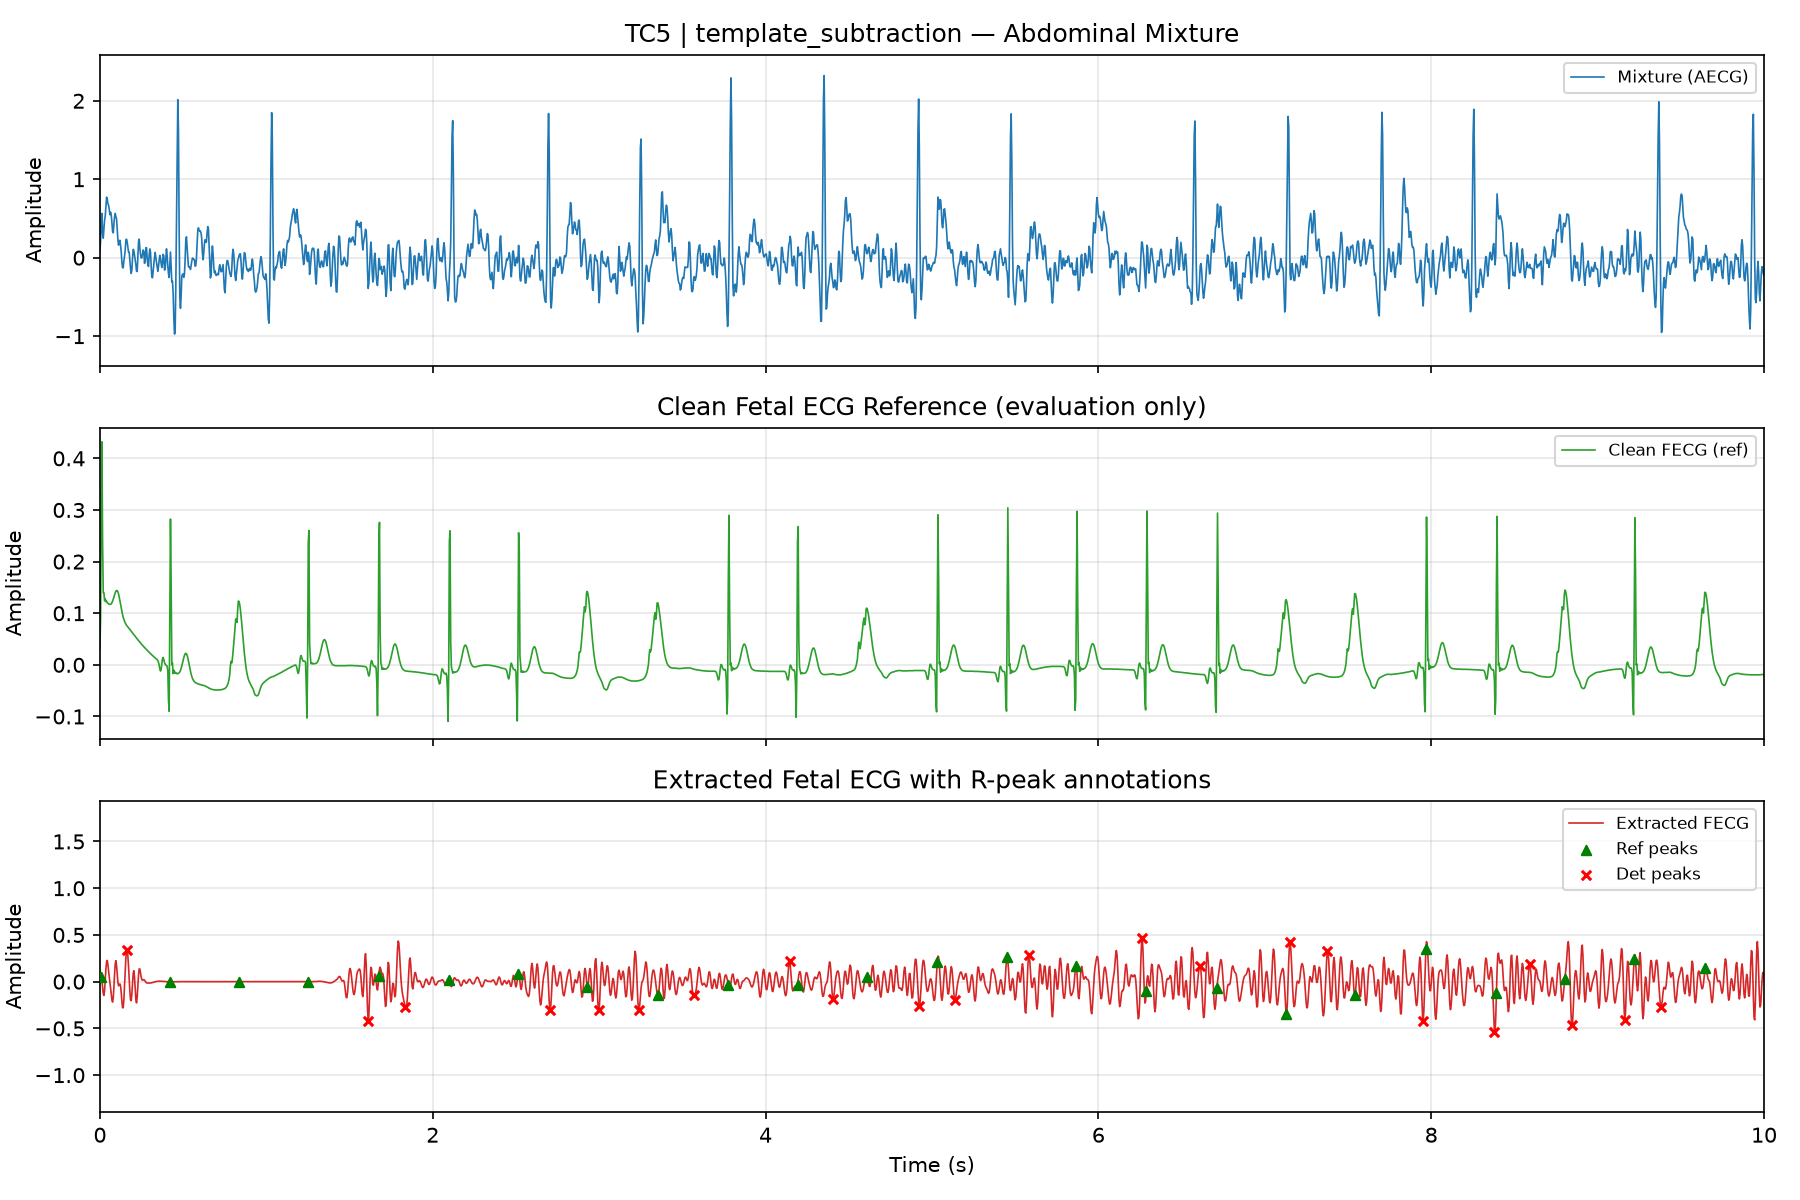 TC5 | template_subtraction — Abdominal Mixture
Amplitude
2
1
0
−1
Mixture (AECG)
Clean Fetal ECG Reference (evaluation only)
Amplitude
0.4
0.3
0.2
0.1
0.0
−0.1
Clean FECG (ref)
Extracted Fetal ECG with R-peak annotations
Amplitude
1.5
1.0
0.5
0.0
−0.5
−1.0
Extracted FECG
Ref peaks
Det peaks
0 2 4 6 8 10
Time (s)